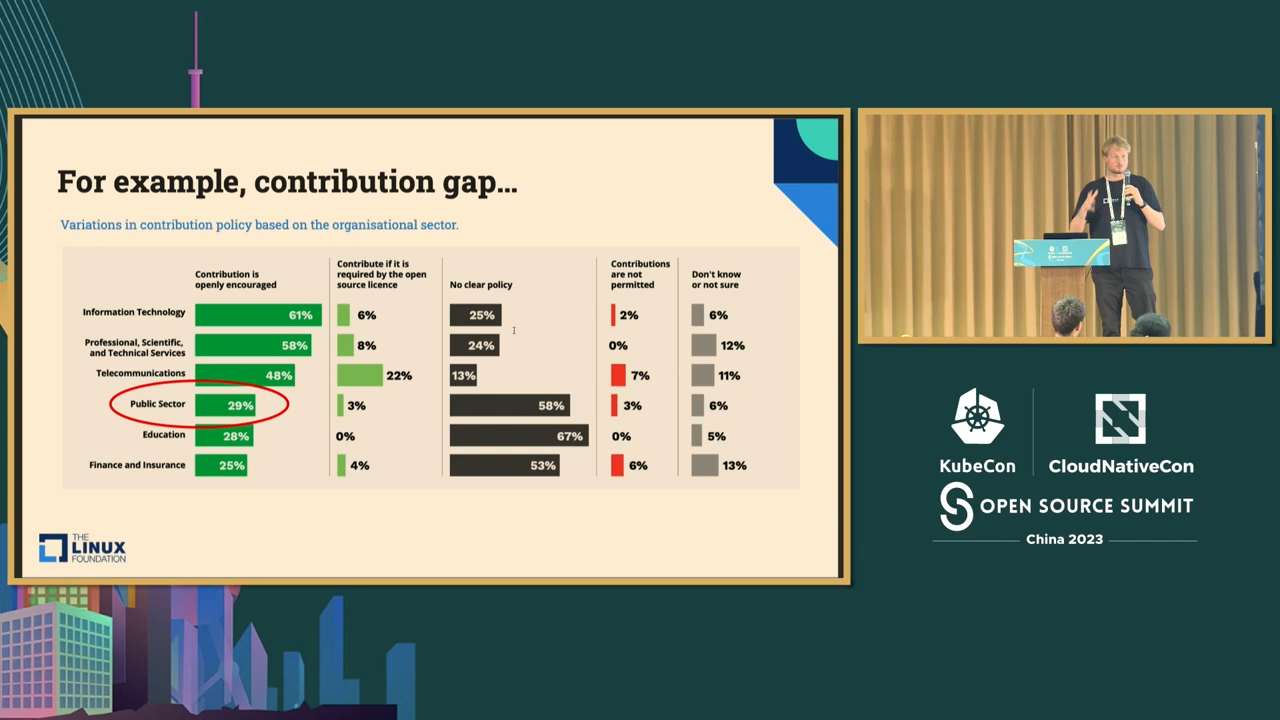 For example, contribution gap...
Variations in contribution policy based on the organisational sector.
Contribution is
openly encouraged
Contribute if it is
required by the open
source licence
No clear policy
Contributions
are not
permitted
Don't know
or not sure
Information Technology 61% 6% 25% 2% 6%
Professional, Scientific,
and Technical Services 58% 8% 24% 0% 12%
Telecommunications 48% 22% 13% 7% 11%
Public Sector 29% 3% 58% 3% 6%
Education 28% 0% 67% 0% 5%
Finance and Insurance 25% 4% 53% 6% 13%
THE
LINUX
FOUNDATION
KubeCon
CloudNativeCon
OPEN SOURCE SUMMIT
China 2023